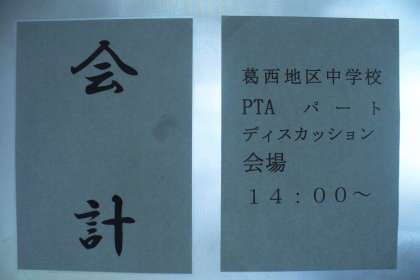 会計
葛西地区中学校
PTA パート
ディスカッション
会場
14：00～